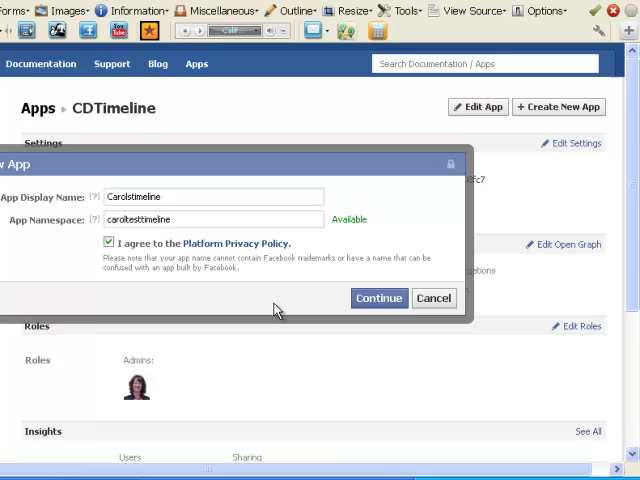 Forms· Images· Information· Miscellaneous· Outline· Resize· Tools· View Source· Options·
You Tube
Documentation Support Blog Apps Search Documentation / Apps
Apps ▸ CDTimeline Edit App + Create New App
Settings Edit Settings
w App
8fc7
App Display Name: [?] Carolstimeline
App Namespace: [?] caroltesttimeline Available
I agree to the Platform Privacy Policy.
Edit Open Graph
Please note that your app name cannot contain Facebook trademarks or have a name that can be
confused with an app built by Facebook.
egations
Continue Cancel
Roles Edit Roles
Roles Admins:
Insights See All
Users Sharing